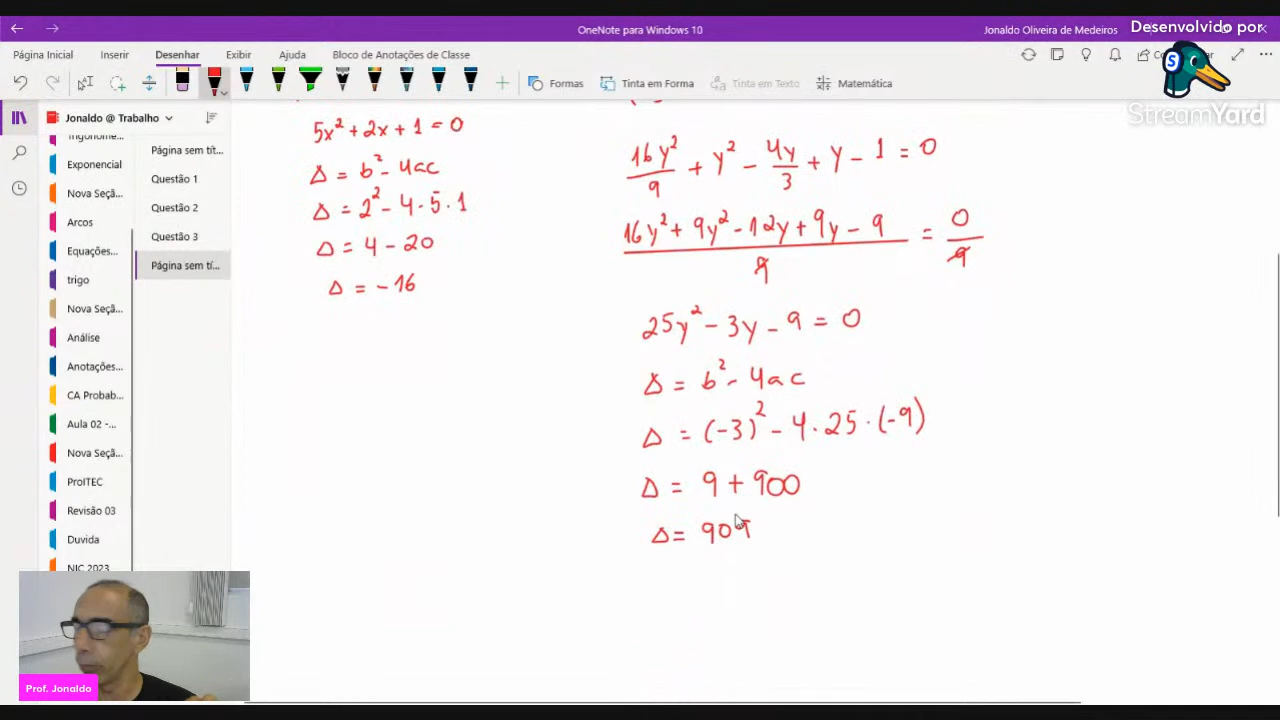 OneNote para Windows 10
Jonaldo Oliveira de Medeiros
Desenvolvido por
StreamYard
Página Inicial
Inserir
Desenhar
Exibir
Ajuda
Bloco de Anotações de Classe
Formas
Tinta em Forma
Tinta em Texto
Matemática
Jonaldo @ Trabalho
Exponencial
Nova Seçã...
Arcos
Equações...
trigo
Nova Seção...
Análise
Anotaçõe...
CA Probab...
Aula 02 -...
Nova Seçã...
ProITEC
Revisão 03
Duvida
NIC 2023
Página sem tít...
Questão 1
Questão 2
Questão 3
Página sem tí...
5x² + 2x + 1 = 0
Δ = b² - 4ac
Δ = 2² - 4 · 5 · 1
Δ = 4 - 20
Δ = -16
16y²/9 + y² - 4y/3 + y - 1 = 0
(16y² + 9y² - 12y + 9y - 9)/9 = 0/9
25y² - 3y - 9 = 0
Δ = b² - 4ac
Δ = (-3)² - 4 · 25 · (-9)
Δ = 9 + 900
Δ = 909
Prof. Jonaldo